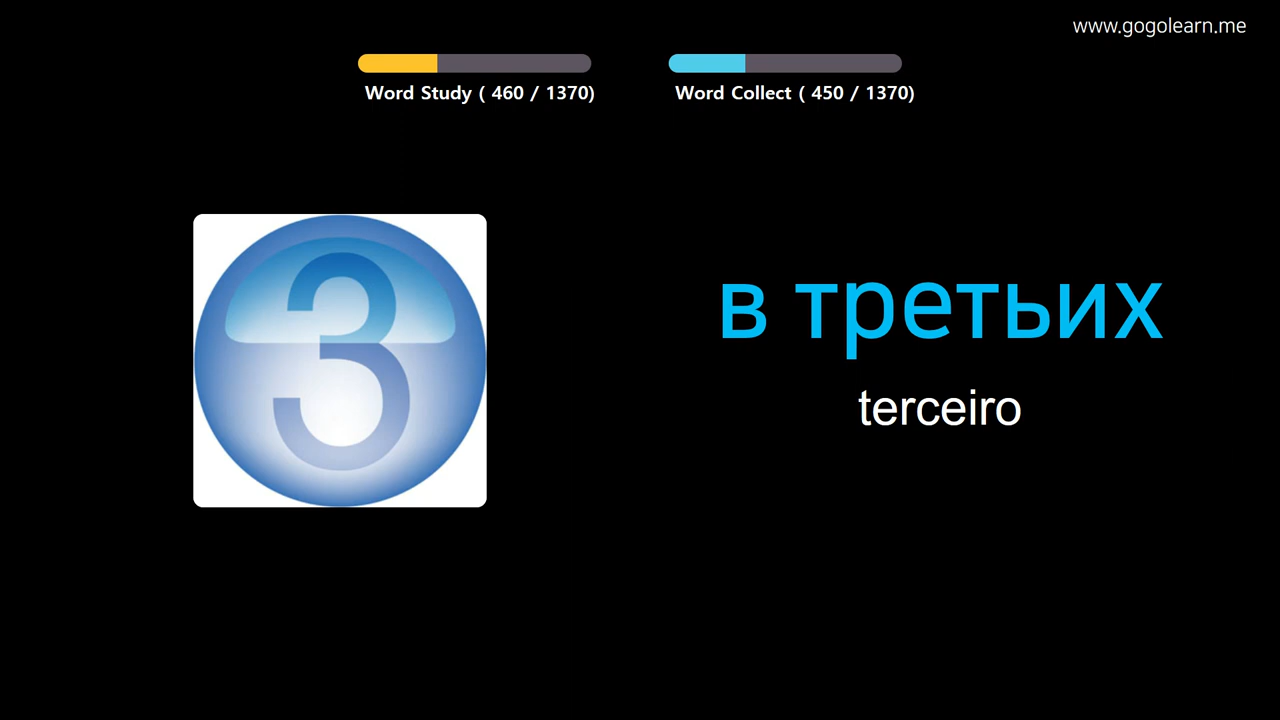 www.gogolearn.me
Word Study ( 460 / 1370)
Word Collect ( 450 / 1370)
3
в третьих
terceiro